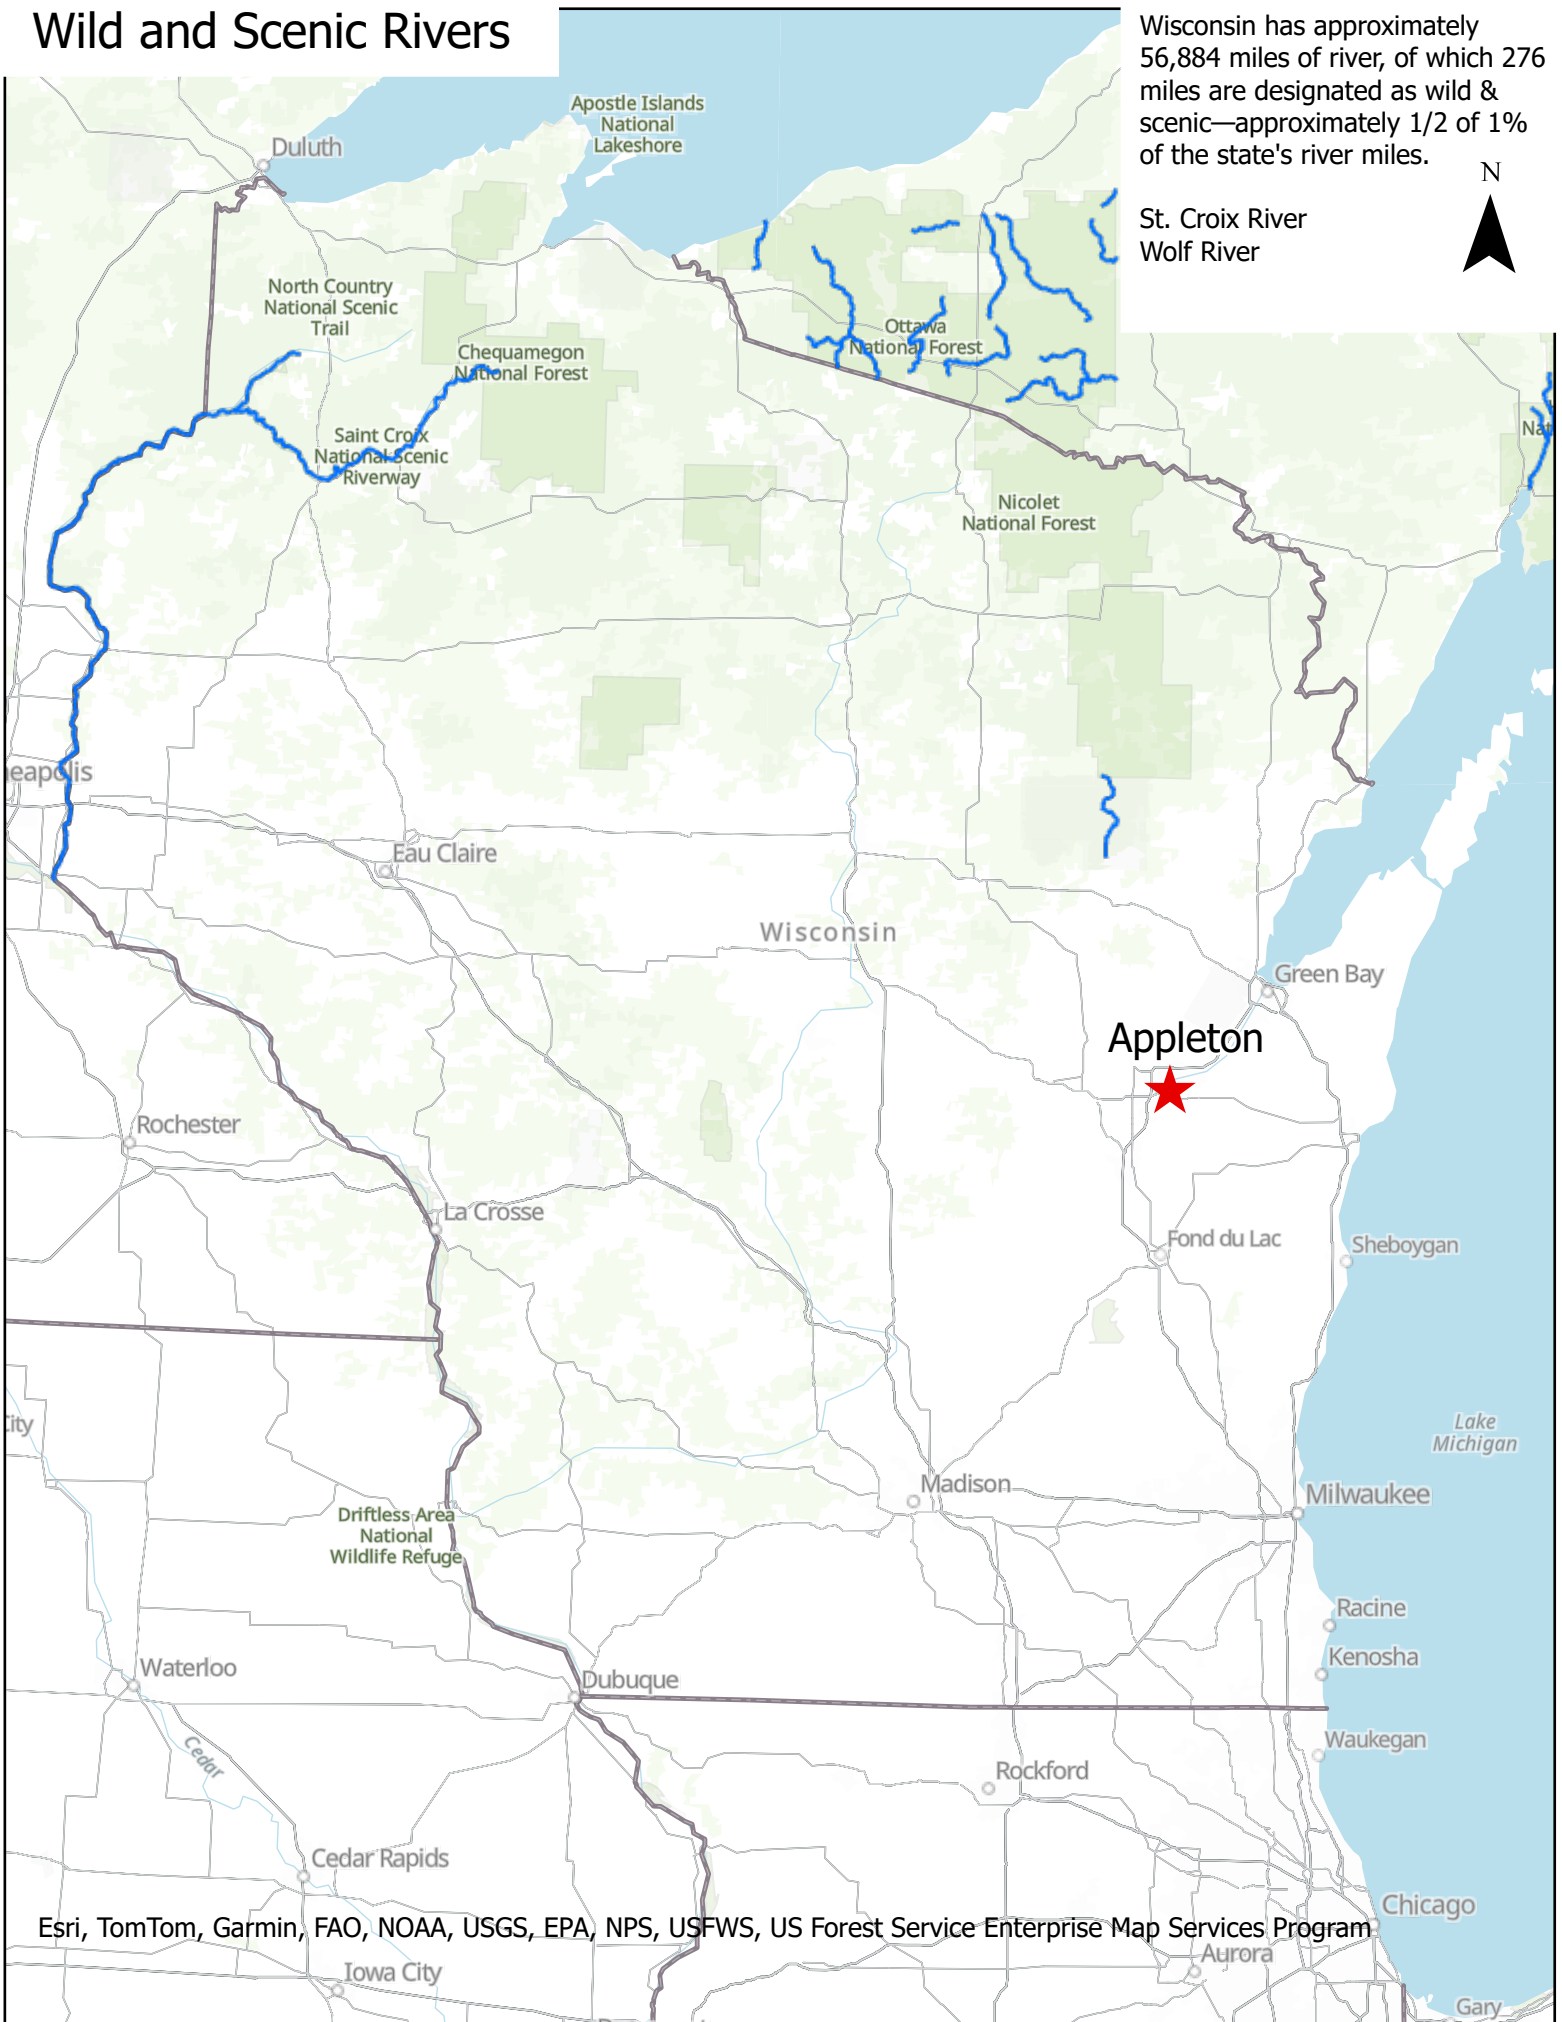 Wild and Scenic Rivers
Wisconsin has approximately
56,884 miles of river, of which 276
miles are designated as wild &
scenic—approximately 1/2 of 1%
of the state's river miles.
N
St. Croix River
Wolf River
Apostle Islands
National
Lakeshore
Duluth
North Country
National Scenic
Trail
Ottawa
National Forest
Chequamegon
National Forest
Saint Croix
National Scenic
Riverway
Nat
Nicolet
National Forest
neapolis
Eau Claire
Wisconsin
Green Bay
Appleton
Rochester
La Crosse
Fond du Lac
Sheboygan
City
Lake
Michigan
Madison
Milwaukee
Driftless Area
National
Wildlife Refuge
Racine
Kenosha
Waterloo
Dubuque
Cedar
Waukegan
Rockford
Cedar Rapids
Chicago
Esri, TomTom, Garmin, FAO, NOAA, USGS, EPA, NPS, USFWS, US Forest Service Enterprise Map Services Program
Aurora
Iowa City
Gary